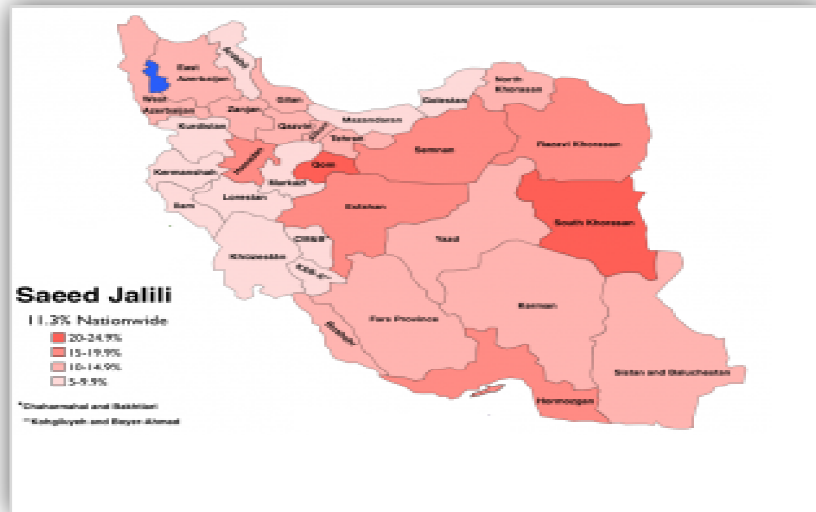 Ardabil
East
Azerbaijan
West
Azerbaijan
Zanjan
Gilan
Mazandaran
Golestan
North
Khorasan
Kurdistan
Qazvin
Alborz
Tehran
Semnan
Razavi Khorasan
Hamadan
Qom
Kermanshah
Markazi
Ilam
Lorestan
Esfahan
South Khorasan
CM&B*
Yazd
Khuzestan
K&B-A**
Kerman
Fars Province
Bushehr
Sistan and Baluchestan
Hormozgan
Saeed Jalili
11.3% Nationwide
20-24.9%
15-19.9%
10-14.9%
5-9.9%
*Chaharmahal and Bakhtiari
**Kohgiluyeh and Boyer-Ahmad